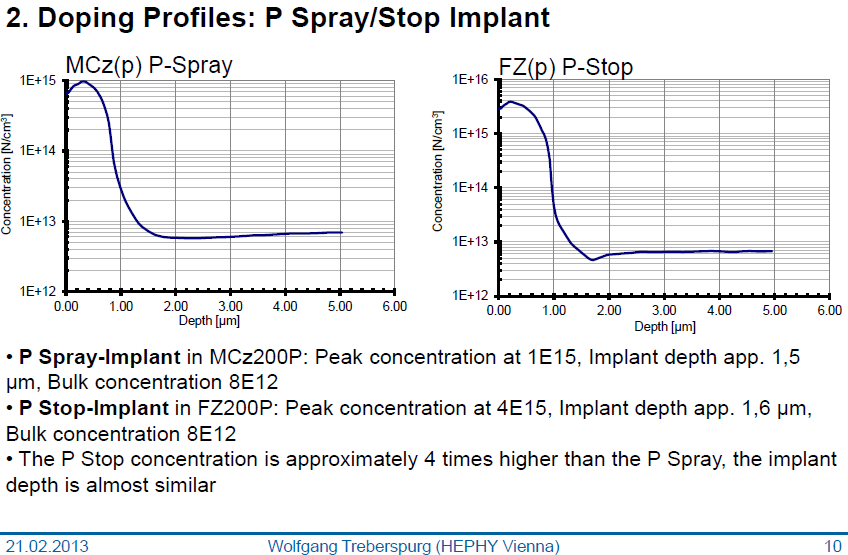 2. Doping Profiles: P Spray/Stop Implant
MCz(p) P-Spray
1E+15
1E+14
1E+13
1E+12
Concentration [N/cm³]
0.00 1.00 2.00 3.00 4.00 5.00 6.00
Depth [µm]
FZ(p) P-Stop
1E+16
1E+15
1E+14
1E+13
1E+12
Concentration [N/cm³]
0.00 1.00 2.00 3.00 4.00 5.00 6.00
Depth [µm]
• P Spray-Implant in MCz200P: Peak concentration at 1E15, Implant depth app. 1,5
µm, Bulk concentration 8E12
• P Stop-Implant in FZ200P: Peak concentration at 4E15, Implant depth app. 1,6 µm,
Bulk concentration 8E12
• The P Stop concentration is approximately 4 times higher than the P Spray, the implant
depth is almost similar
21.02.2013 Wolfgang Treberspurg (HEPHY Vienna) 10